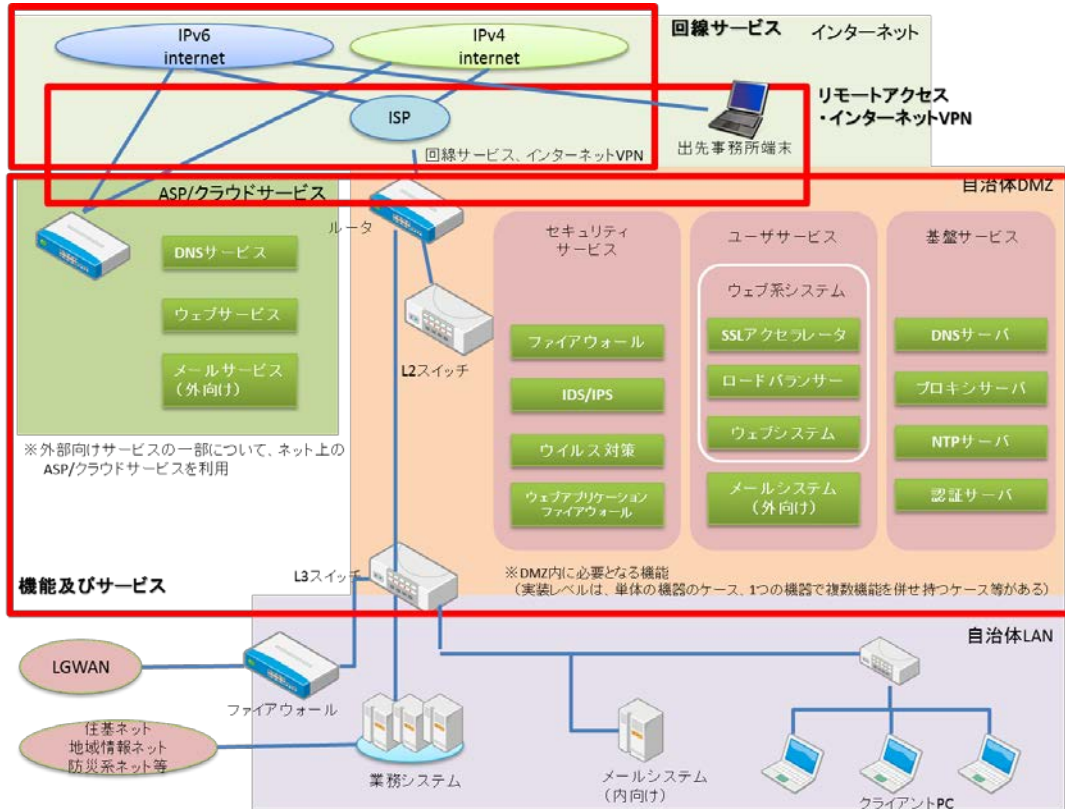 IPv6
internet
IPv4
internet
回線サービス
インターネット
ISP
リモートアクセス
・インターネットVPN
出先事務所端末
回線サービス、インターネットVPN
ASP/クラウドサービス
自治体DMZ
ルータ
DNSサービス
ウェブサービス
メールサービス
(外向け)
L2スイッチ
※外部向けサービスの一部について、ネット上の
ASP/クラウドサービスを利用
セキュリティ
サービス
ファイアウォール
IDS/IPS
ウイルス対策
ウェブアプリケーション
ファイアウォール
ユーザサービス
ウェブ系システム
SSLアクセラレータ
ロードバランサー
ウェブシステム
メールシステム
(外向け)
基盤サービス
DNSサーバ
プロキシサーバ
NTPサーバ
認証サーバ
機能及びサービス
L3スイッチ
※DMZ内に必要となる機能
(実装レベルは、単体の機器のケース、1つの機器で複数機能を併せ持つケース等がある)
自治体LAN
LGWAN
ファイアウォール
住基ネット
地域情報ネット
防災系ネット等
業務システム
メールシステム
(内向け)
クライアントPC